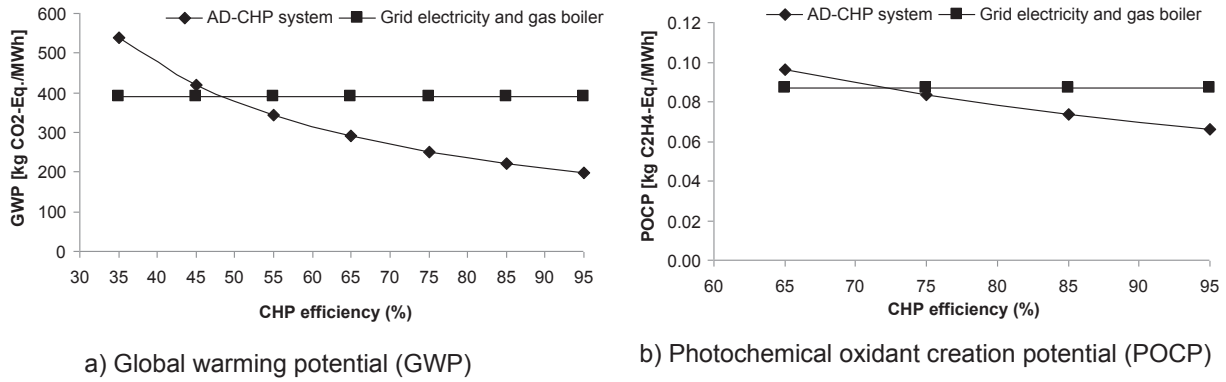 AD-CHP system
Grid electricity and gas boiler
GWP [kg CO2-Eq./MWh]
600
500
400
300
200
100
0
30 35 40 45 50 55 60 65 70 75 80 85 90 95
CHP efficiency (%)
a) Global warming potential (GWP)
AD-CHP system
Grid electricity and gas boiler
POCP [kg C2H4-Eq./MWh]
0.12
0.10
0.08
0.06
0.04
0.02
0.00
60 65 70 75 80 85 90 95
CHP efficiency (%)
b) Photochemical oxidant creation potential (POCP)